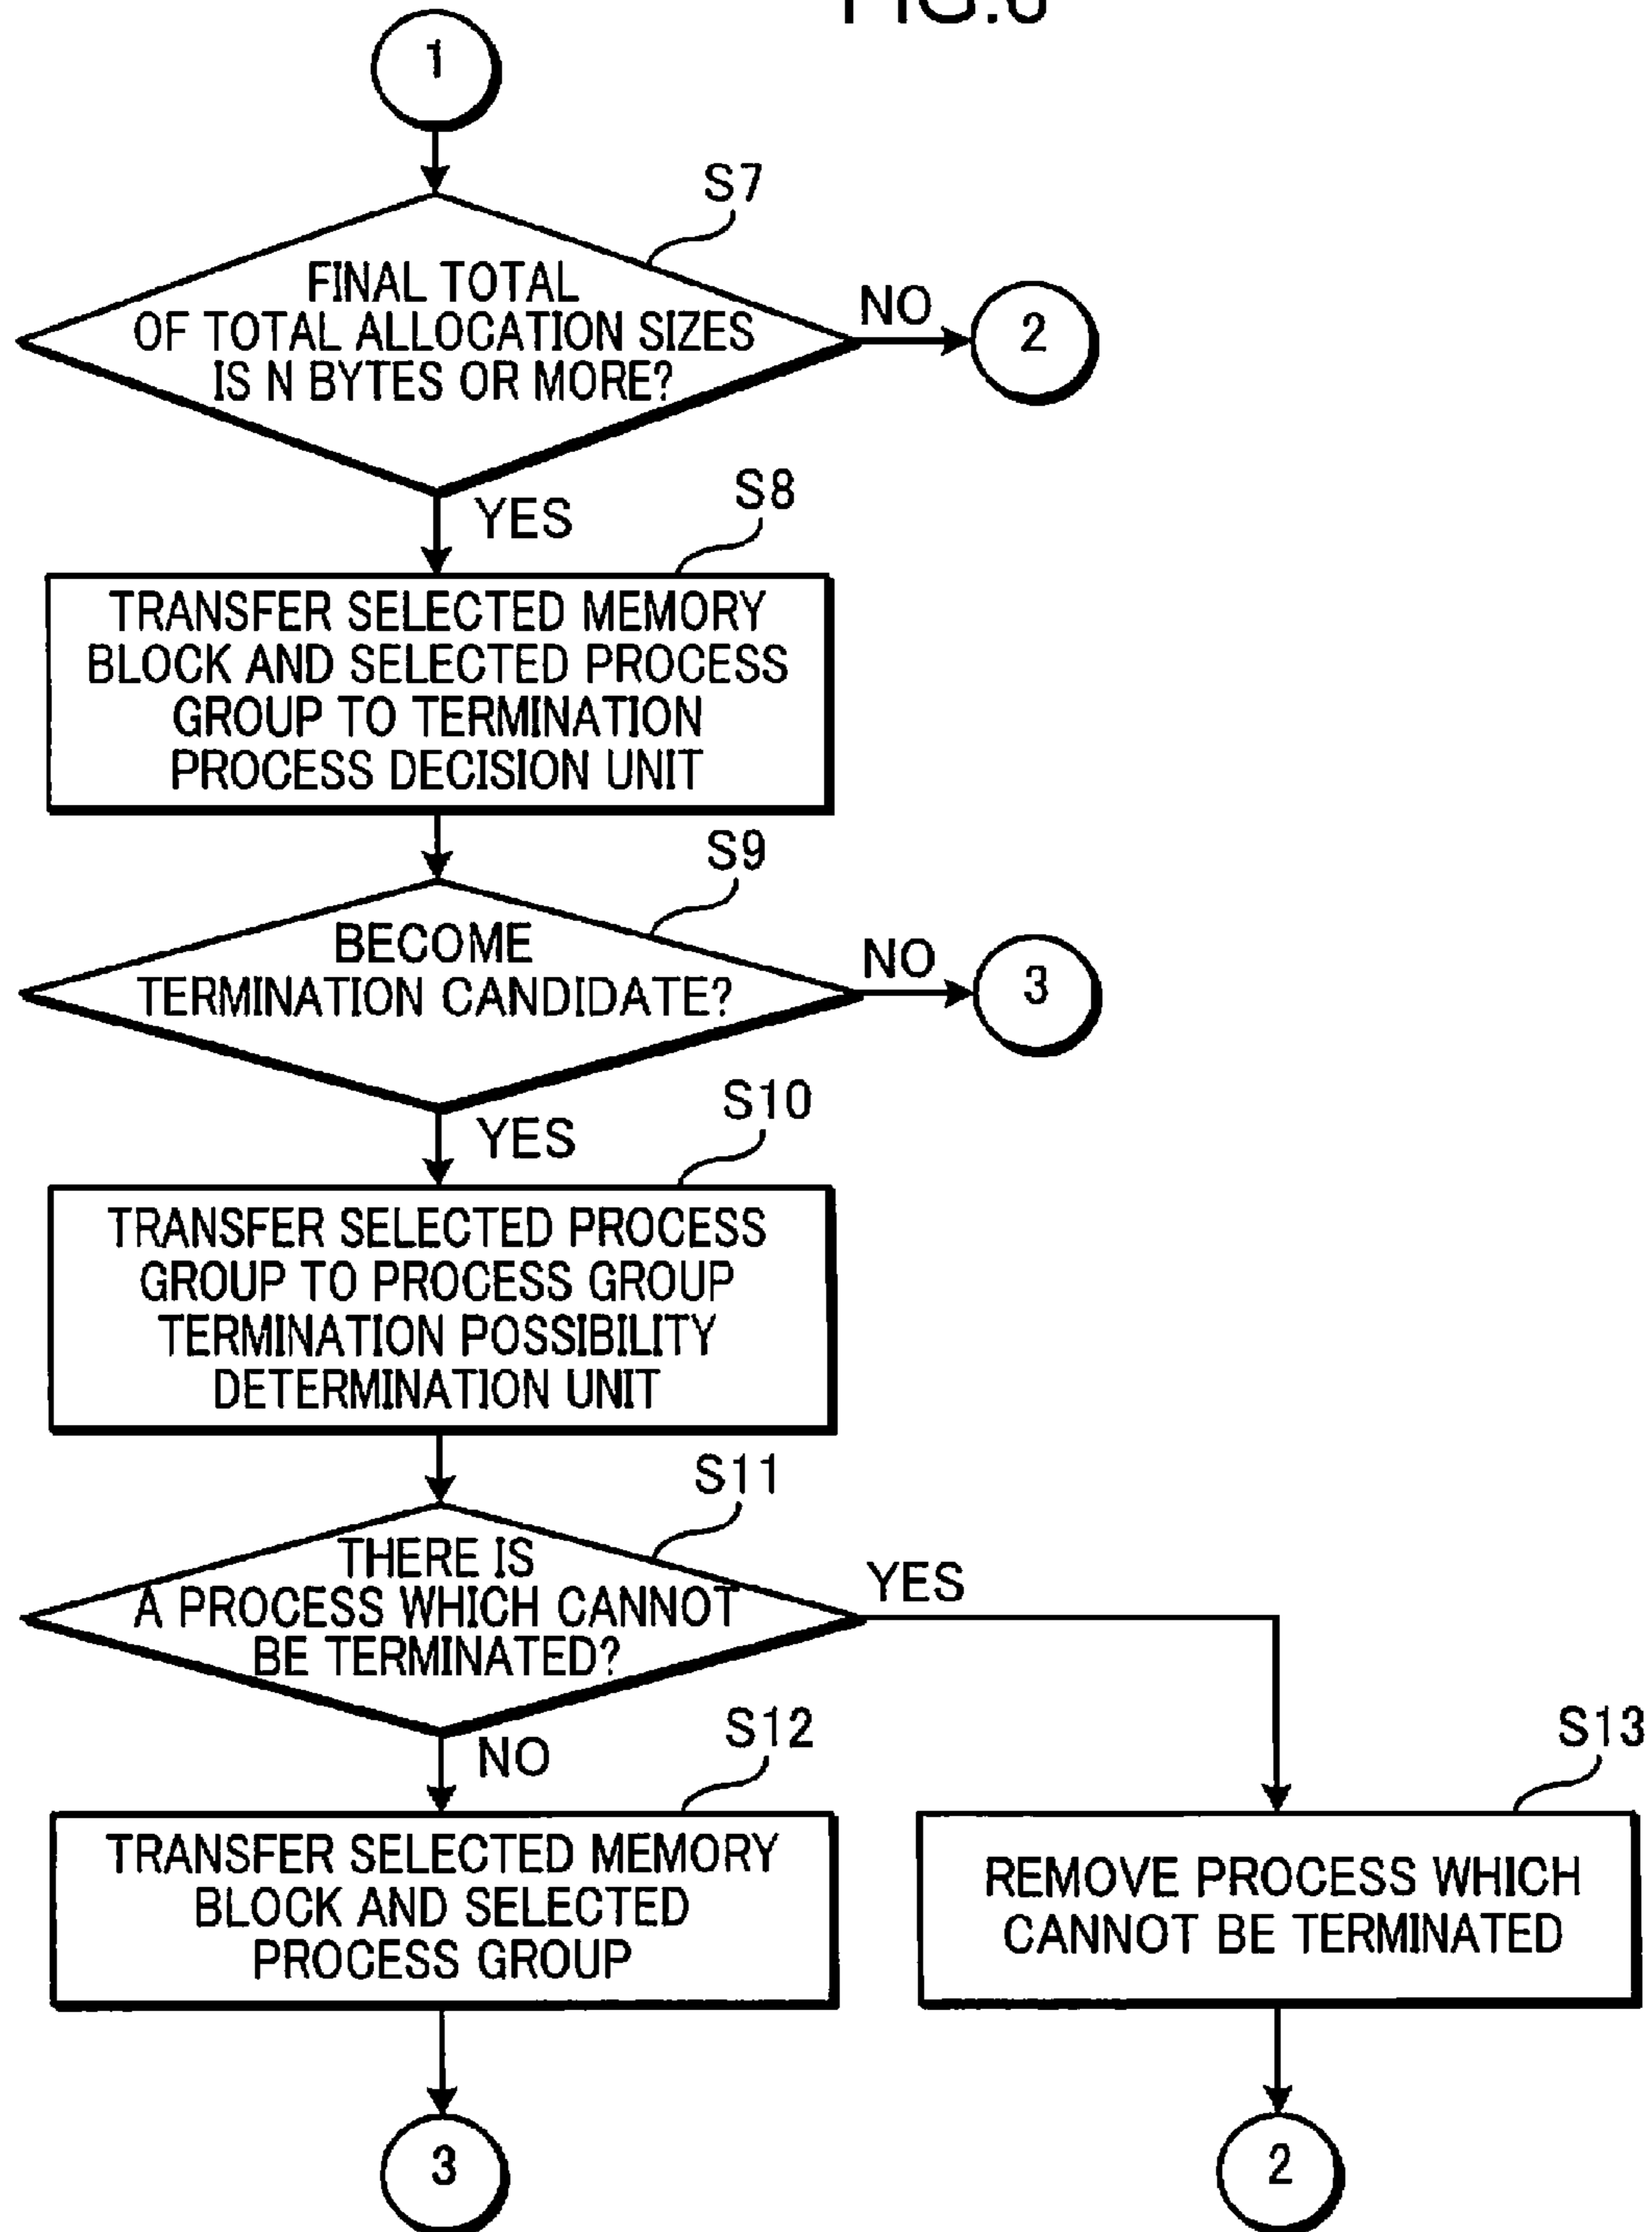 1
S7
FINAL TOTAL
OF TOTAL ALLOCATION SIZES
IS N BYTES OR MORE?
NO
2
YES
S8
TRANSFER SELECTED MEMORY
BLOCK AND SELECTED PROCESS
GROUP TO TERMINATION
PROCESS DECISION UNIT
S9
BECOME
TERMINATION CANDIDATE?
NO
3
YES
S10
TRANSFER SELECTED PROCESS
GROUP TO PROCESS GROUP
TERMINATION POSSIBILITY
DETERMINATION UNIT
S11
THERE IS
A PROCESS WHICH CANNOT
BE TERMINATED?
YES
NO
S12
TRANSFER SELECTED MEMORY
BLOCK AND SELECTED
PROCESS GROUP
S13
REMOVE PROCESS WHICH
CANNOT BE TERMINATED
3
2